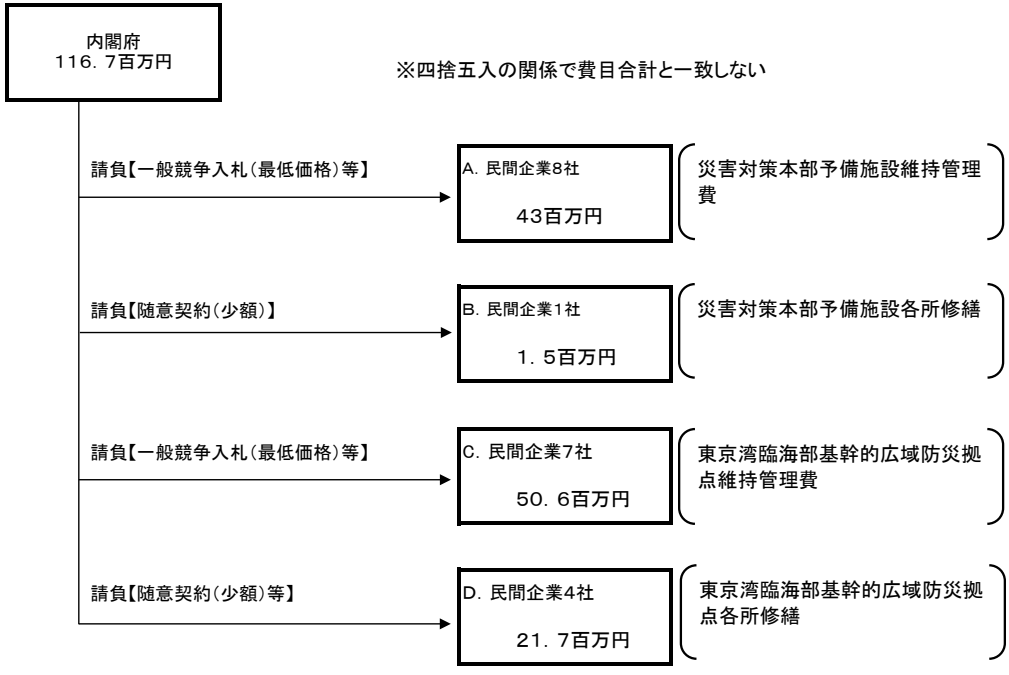 内閣府
116．7百万円
※四捨五入の関係で費目合計と一致しない
請負【一般競争入札（最低価格）等】
A．民間企業8社
43百万円
災害対策本部予備施設維持管理
費
請負【随意契約（少額）】
B．民間企業1社
1．5百万円
災害対策本部予備施設各所修繕
請負【一般競争入札（最低価格）等】
C．民間企業7社
50．6百万円
東京湾臨海部基幹的広域防災拠
点維持管理費
請負【随意契約（少額）等】
D．民間企業4社
21．7百万円
東京湾臨海部基幹的広域防災拠
点各所修繕